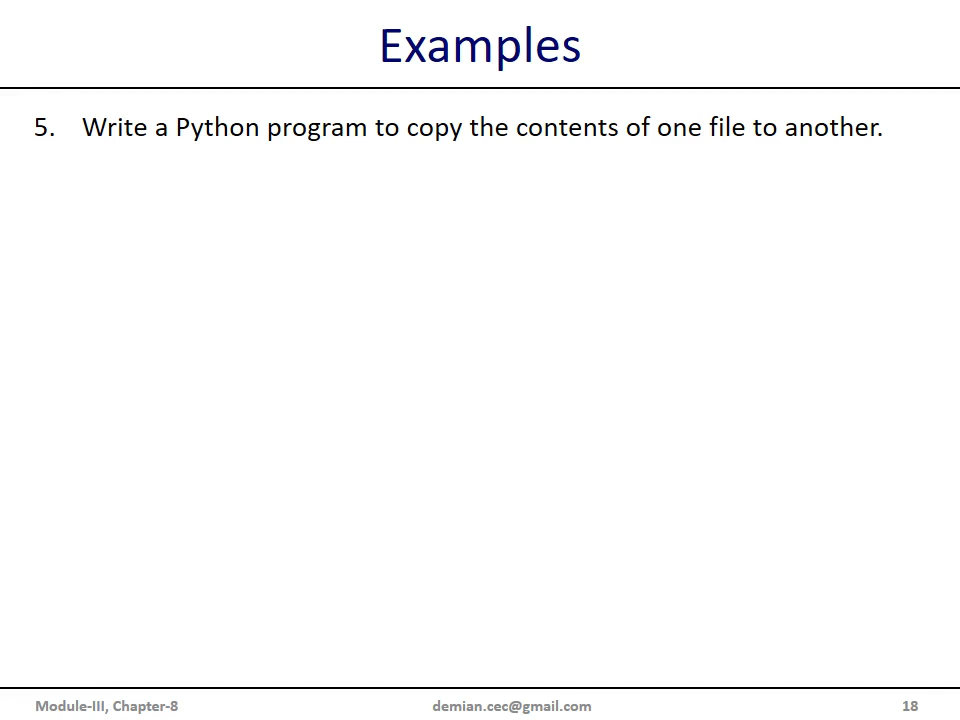 Examples
5. Write a Python program to copy the contents of one file to another.
Module-III, Chapter-8 demian.cec@gmail.com 18